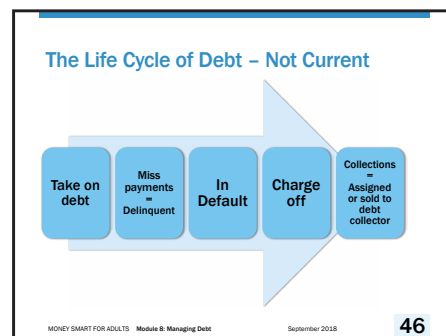 The Life Cycle of Debt – Not Current
Take on
debt
Miss
payments
=
Delinquent
In
Default
Charge
off
Collections
=
Assigned
or sold to
debt
collector
MONEY SMART FOR ADULTS Module 8: Managing Debt September 2018 46